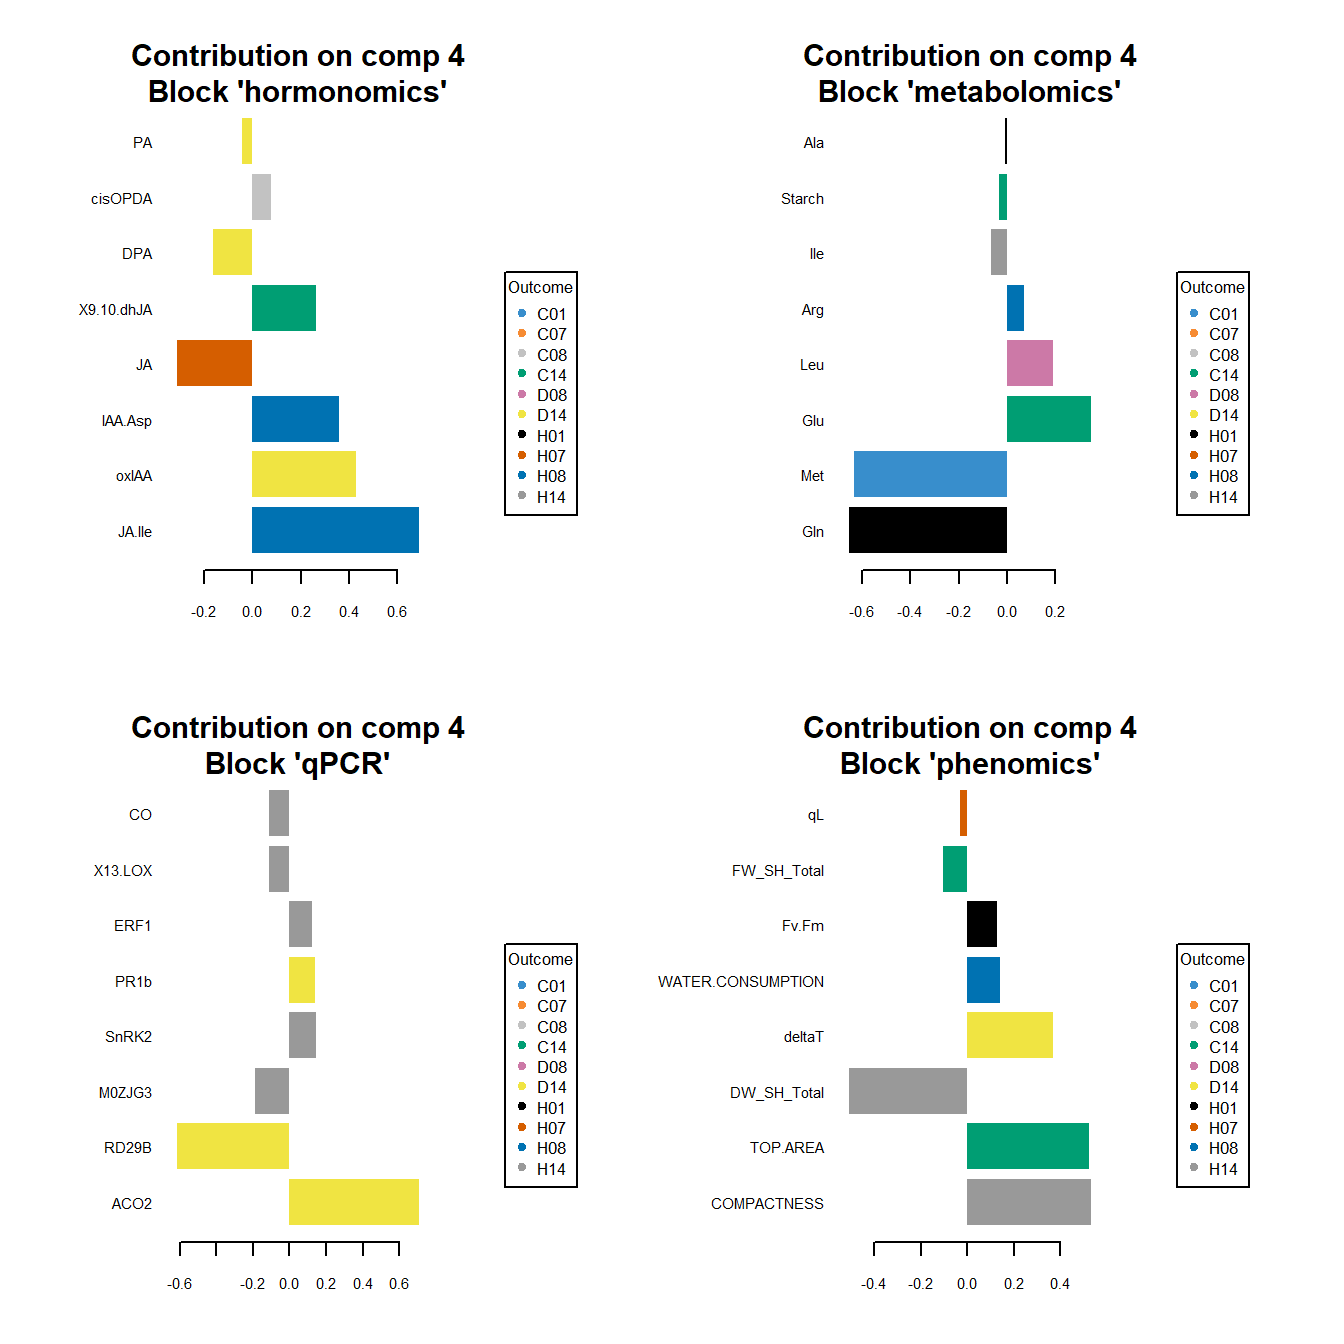 Contribution on comp 4
Block 'hormonomics'
PA
cisOPDA
DPA
X9.10.dhJA
JA
IAA.Asp
oxIAA
JA.Ile
-0.2 0.0 0.2 0.4 0.6
Outcome
C01
C07
C08
C14
D08
D14
H01
H07
H08
H14
Contribution on comp 4
Block 'metabolomics'
Ala
Starch
Ile
Arg
Leu
Glu
Met
Gln
-0.6 -0.4 -0.2 0.0 0.2
Outcome
C01
C07
C08
C14
D08
D14
H01
H07
H08
H14
Contribution on comp 4
Block 'qPCR'
CO
X13.LOX
ERF1
PR1b
SnRK2
M0ZJG3
RD29B
ACO2
-0.6 -0.2 0.0 0.2 0.4 0.6
Outcome
C01
C07
C08
C14
D08
D14
H01
H07
H08
H14
Contribution on comp 4
Block 'phenomics'
qL
FW_SH_Total
Fv.Fm
WATER.CONSUMPTION
deltaT
DW_SH_Total
TOP.AREA
COMPACTNESS
-0.4 0.0 0.2 0.4
Outcome
C01
C07
C08
C14
D08
D14
H01
H07
H08
H14